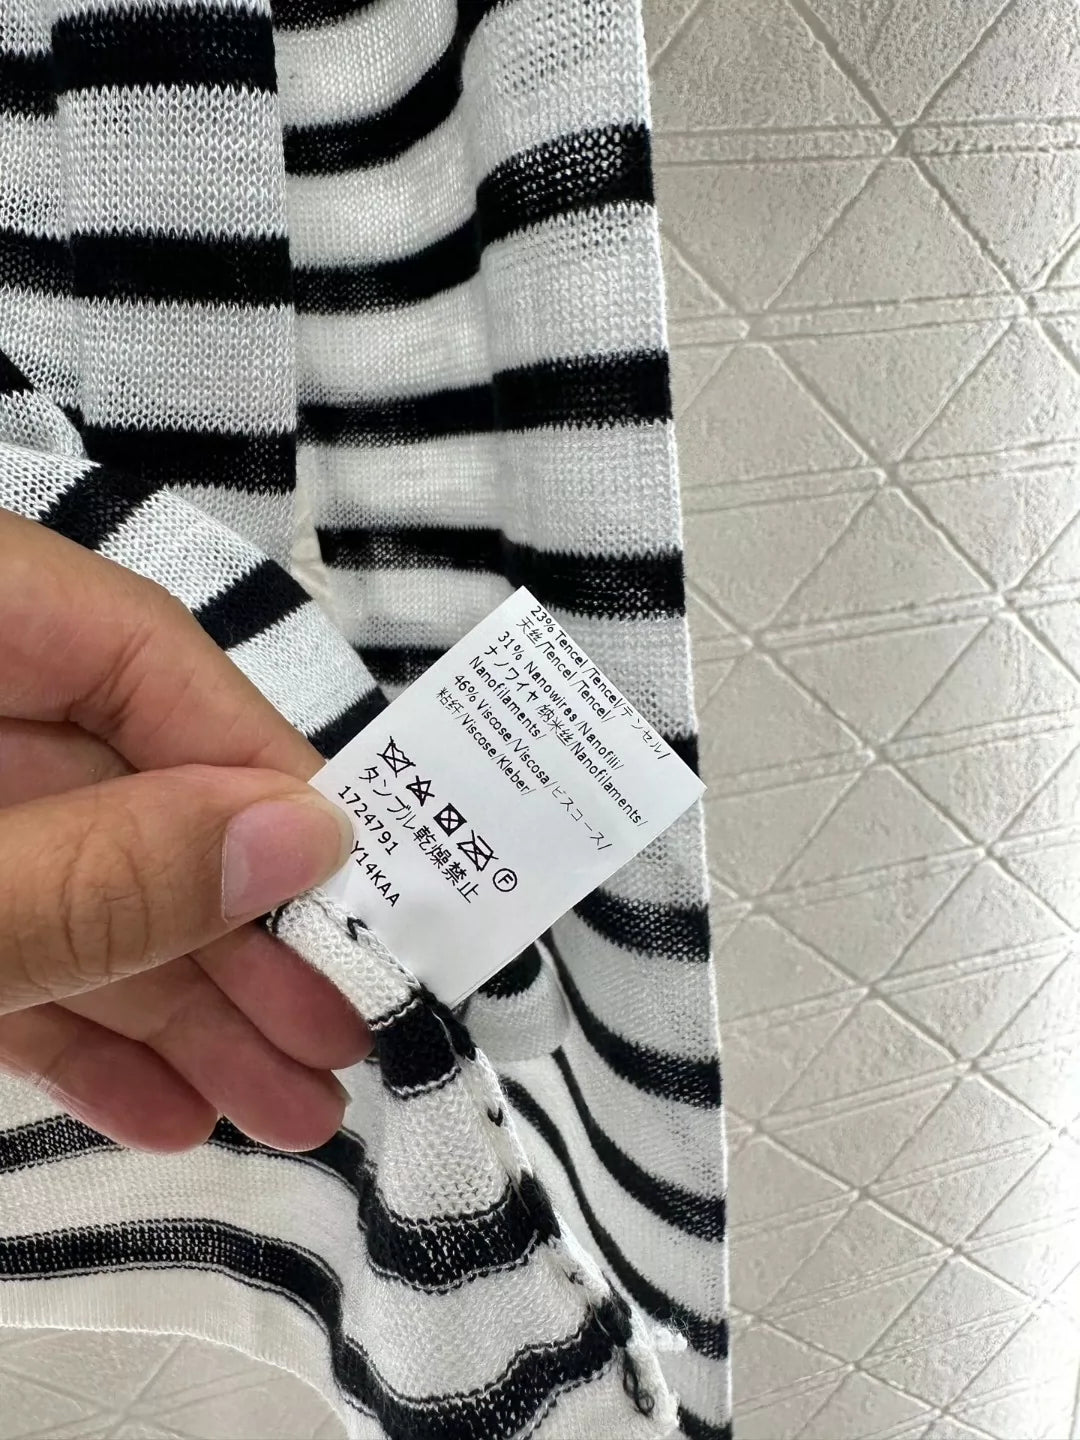 23% Tencel/Tencel/テンセル/
天丝/Tencel/Tencel/
31% Nanowires/Nanofili/
ナノワイヤ/纳米丝/Nanofilaments/
Nanofilaments/
46% Viscose/Viscosa/ビスコース/
粘纤/Viscose/Kleber/
F
タンブル乾燥禁止
1724791
Y14KAA